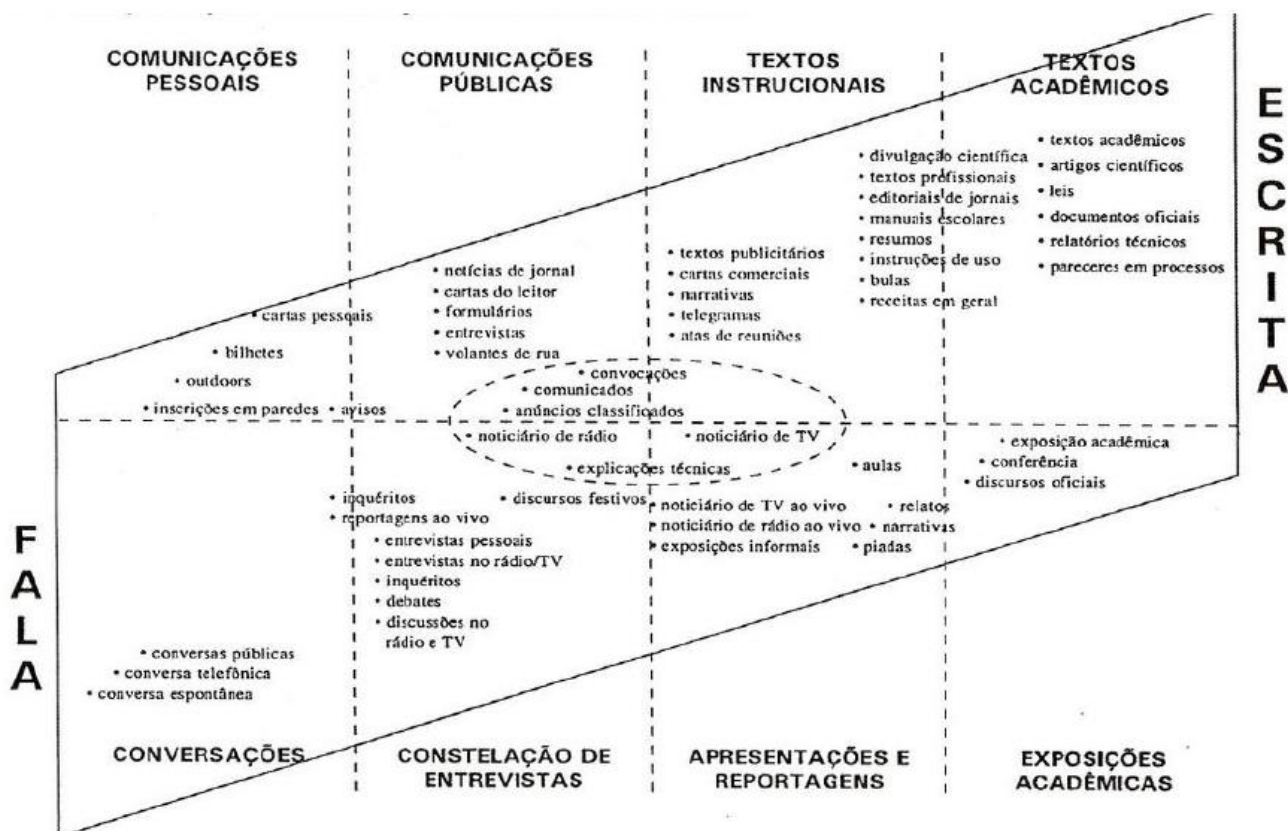 COMUNICAÇÕES
PESSOAIS
COMUNICAÇÕES
PÚBLICAS
TEXTOS
INSTRUCIONAIS
TEXTOS
ACADÊMICOS
ESCRITA
• textos acadêmicos
• artigos científicos
• leis
• documentos oficiais
• relatórios técnicos
• pareceres em processos
• divulgação científica
• textos profissionais
• editoriais de jornais
• manuais escolares
• resumos
• instruções de uso
• bulas
• receitas em geral
• textos publicitários
• cartas comerciais
• narrativas
• telegramas
• atas de reuniões
• notícias de jornal
• cartas do leitor
• formulários
• entrevistas
• volantes de rua
• cartas pessoais
• bilhetes
• outdoors
• inscrições em paredes
• avisos
• convocações
• comunicados
• anúncios classificados
• noticiário de rádio
• noticiário de TV
• explicações técnicas
• aulas
• exposição acadêmica
• conferência
• discursos oficiais
• inquéritos
• reportagens ao vivo
• discursos festivos
• entrevistas pessoais
• entrevistas no rádio/TV
• inquéritos
• debates
• discussões no
rádio e TV
• noticiário de TV ao vivo
• relatos
• noticiário de rádio ao vivo
• narrativas
• exposições informais
• piadas
FALA
• conversas públicas
• conversa telefônica
• conversa espontânea
CONVERSAÇÕES
CONSTELAÇÃO DE
ENTREVISTAS
APRESENTAÇÕES E
REPORTAGENS
EXPOSIÇÕES
ACADÊMICAS